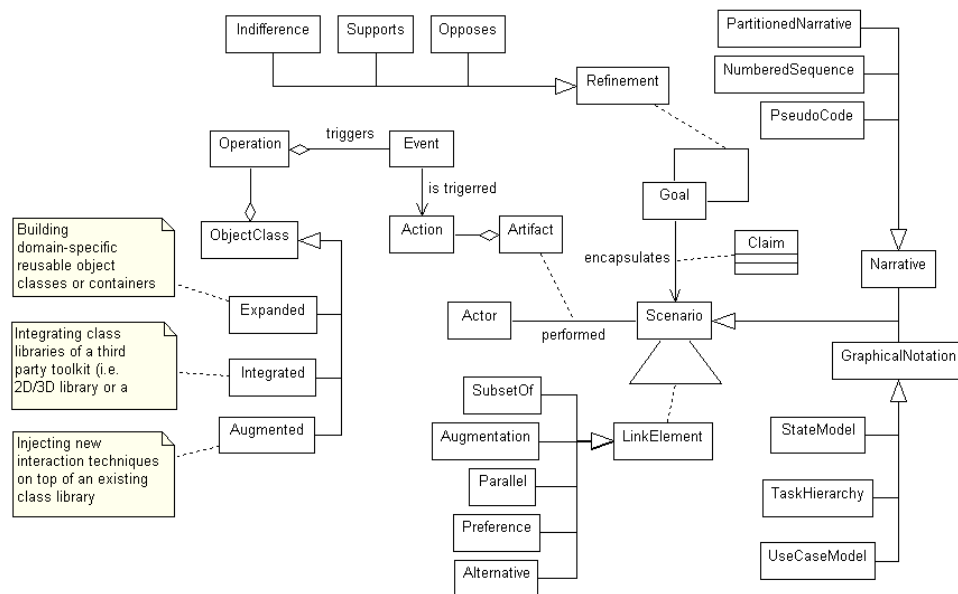 Indifference
Supports
Opposes
Refinement
PartitionedNarrative
NumberedSequence
PseudoCode
Operation
triggers
Event
is trigerred
Goal
ObjectClass
Action
Artifact
encapsulates
Claim
Narrative
Building
domain-specific
reusable object
classes or containers
Expanded
Actor
performed
Scenario
GraphicalNotation
Integrating class
libraries of a third
party toolkit (i.e.
2D/3D library or a
Integrated
SubsetOf
Augmentation
LinkElement
StateModel
Injecting new
interaction techniques
on top of an existing
class library
Augmented
Parallel
TaskHierarchy
Preference
UseCaseModel
Alternative